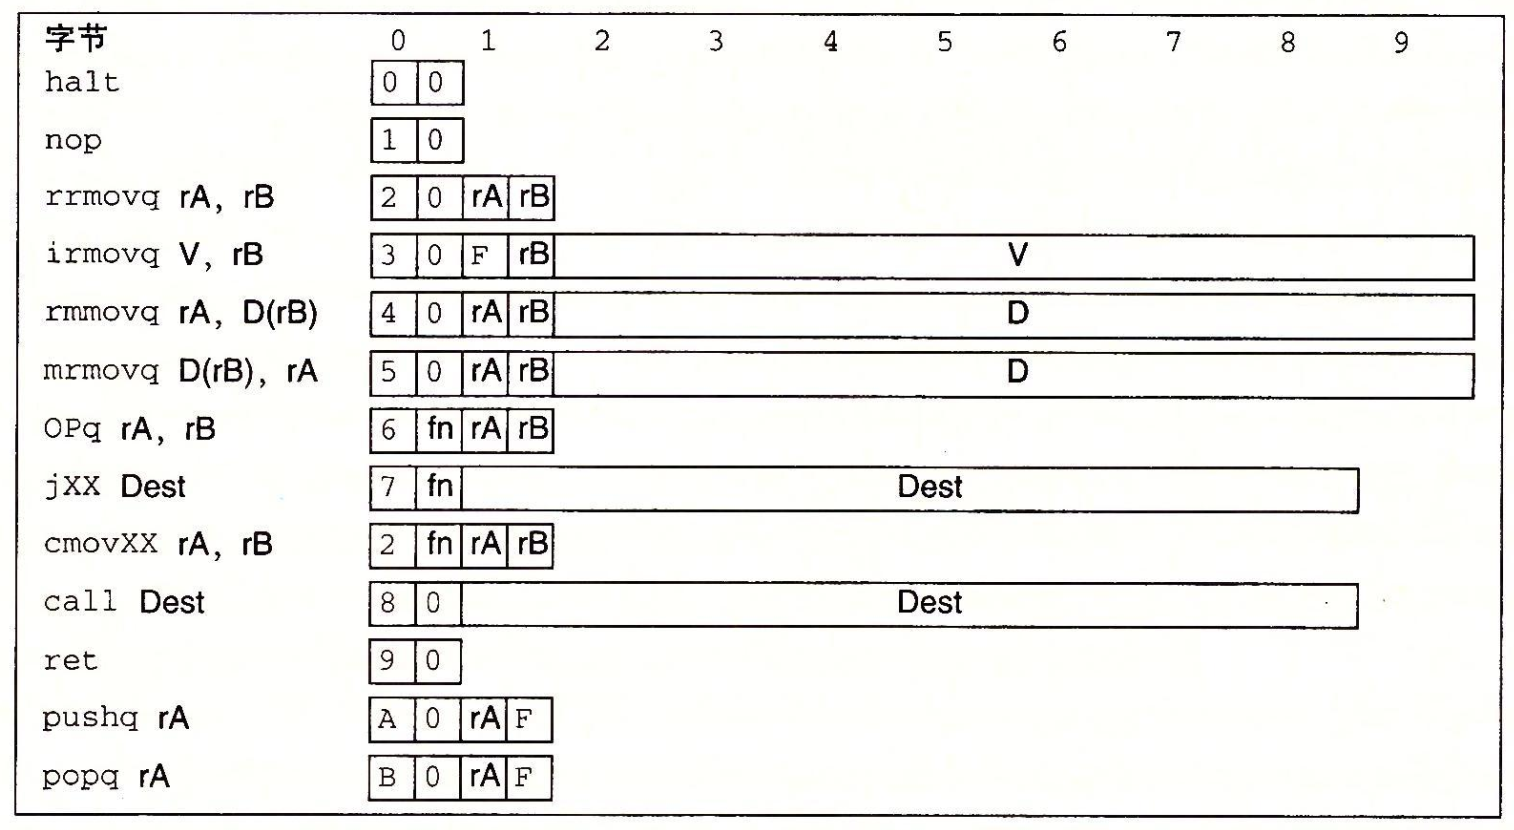 字节 0 1 2 3 4 5 6 7 8 9
halt 0 0
nop 1 0
rrmovq rA, rB 2 0 rA rB
irmovq V, rB 3 0 F rB V
rmmovq rA, D(rB) 4 0 rA rB D
mrmovq D(rB), rA 5 0 rA rB D
OPq rA, rB 6 fn rA rB
jXX Dest 7 fn Dest
cmovXX rA, rB 2 fn rA rB
call Dest 8 0 Dest
ret 9 0
pushq rA A 0 rA F
popq rA B 0 rA F